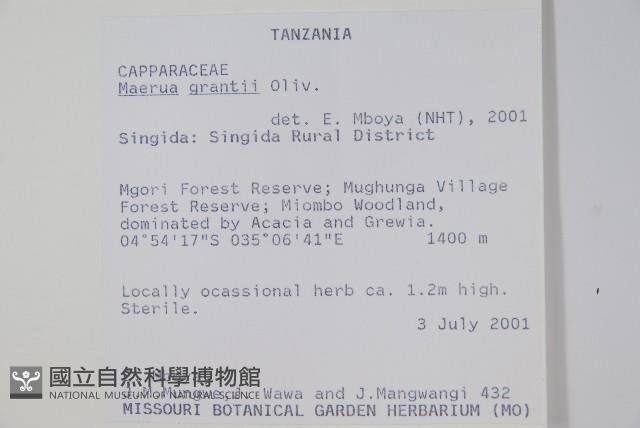 TANZANIA
CAPPARACEAE
Maerua grantii Oliv.
det. E. Mboya (NHT), 2001
Singida: Singida Rural District
Mgori Forest Reserve; Mughunga Village
Forest Reserve; Miombo Woodland,
dominated by Acacia and Grewia.
04°54'17"S 035°06'41"E 1400 m
Locally ocassional herb ca. 1.2m high.
Sterile.
3 July 2001
國立自然科學博物館
NATIONAL MUSEUM OF NATURAL SCIENCE
Wawa and J.Mangwangi 432
MISSOURI BOTANICAL GARDEN HERBARIUM (MO)